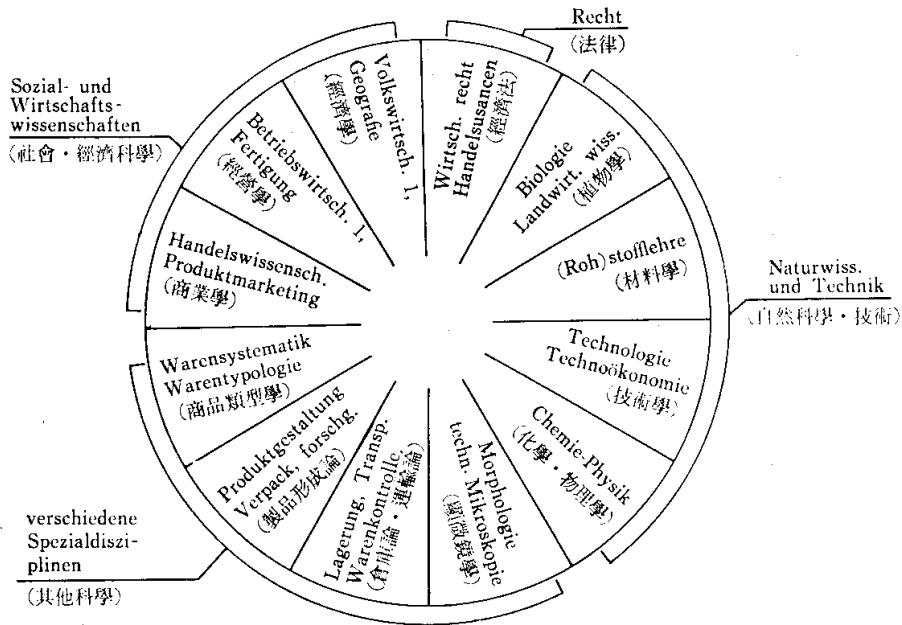 Recht
(法律)
Sozial- und
Wirtschafts-
wissenschaften
(社會・經濟科學)
Naturwiss.
und Technik
(自然科學・技術)
verschiedene
Spezialdiszi-
plinen
(其他科學)
Wirtsch. recht
Handelsusancen
(經濟法)
Biologie
Landwirt. wiss.
(植物學)
(Roh)stofflehre
(材料學)
Technologie
Technoökonomie
(技術學)
Chemie-Physik
(化學・物理學)
Morphologie
techn. Mikroskopie
(顯微鏡學)
Lagerung, Transp.
Warenkontrolle
(倉庫論・運輸論)
Produktgestaltung
Verpack, forschg.
(製品形成論)
Warensystematik
Warentypologie
(商品類型學)
Handelswissensch.
Produktmarketing
(商業學)
Betriebswirtsch. 1,
Fertigung
(經營學)
Volkswirtsch. 1,
Geografie
(經濟學)